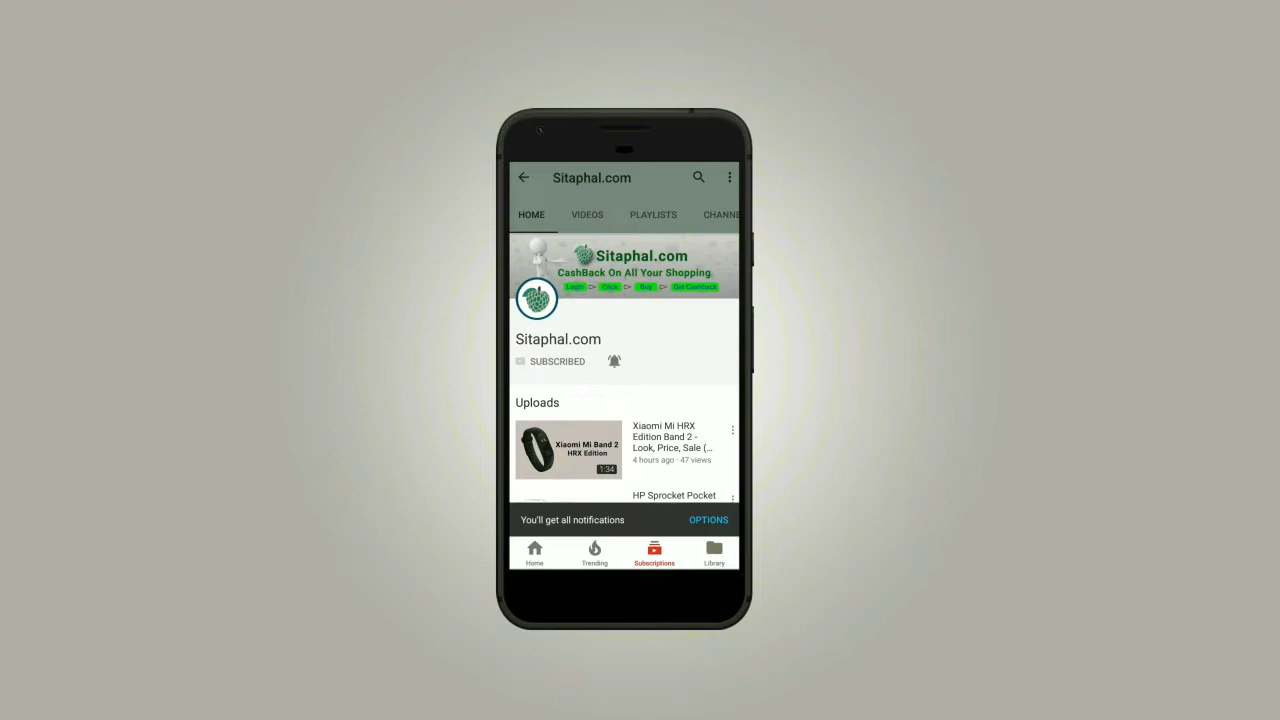 Sitaphal.com
HOME VIDEOS PLAYLISTS CHANNE
Sitaphal.com
CashBack On All Your Shopping
Login Click Buy Get Cashback
Sitaphal.com
SUBSCRIBED
Uploads
Xiaomi Mi Band 2
HRX Edition
1:34
Xiaomi Mi HRX
Edition Band 2 -
Look, Price, Sale (...
4 hours ago · 47 views
HP Sprocket Pocket
You'll get all notifications OPTIONS
Home Trending Subscriptions Library